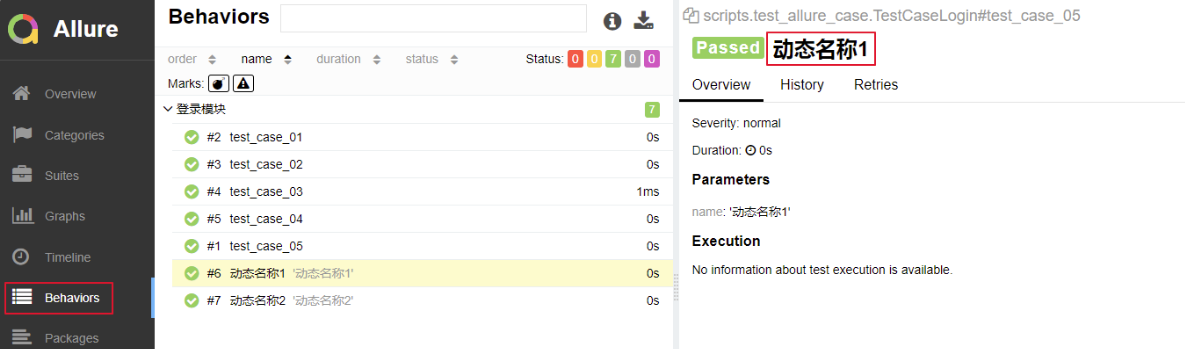 Allure
Overview
Categories
Suites
Graphs
Timeline
Behaviors
Packages
Behaviors
order name duration status Status: 0 0 7 0 0
Marks:
登录模块 7
#2 test_case_01 0s
#3 test_case_02 0s
#4 test_case_03 1ms
#5 test_case_04 0s
#1 test_case_05 0s
#6 动态名称1 '动态名称1' 0s
#7 动态名称2 '动态名称2' 0s
scripts.test_allure_case.TestCaseLogin#test_case_05
Passed 动态名称1
Overview History Retries
Severity: normal
Duration: 0s
Parameters
name: '动态名称1'
Execution
No information about test execution is available.